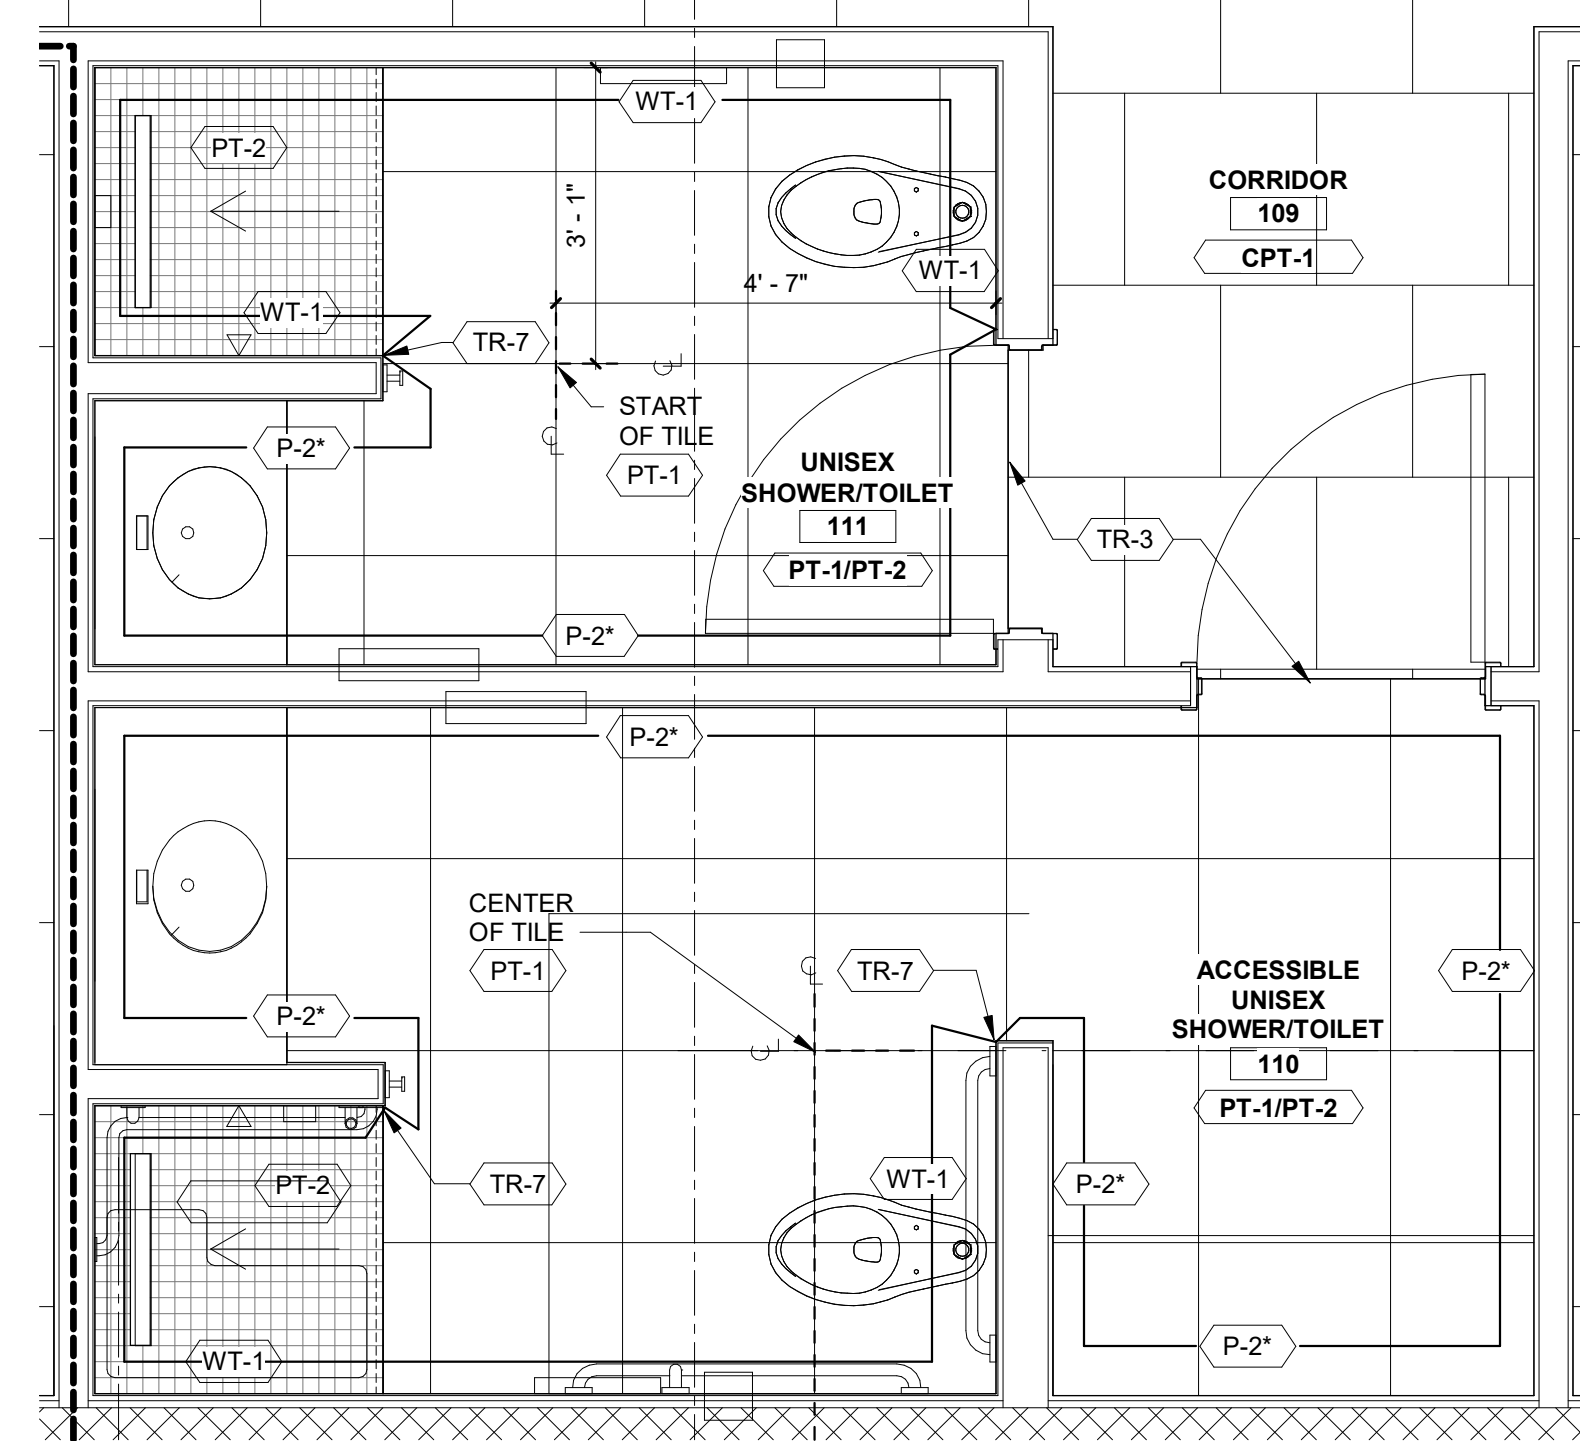 WT-1
PT-2
CORRIDOR
109
CPT-1
3' - 1"
WT-1
4' - 7"
WT-1
TR-7
START
OF TILE
PT-1
P-2*
UNISEX
SHOWER/TOILET
111
PT-1/PT-2
TR-3
P-2*
P-2*
CENTER
OF TILE
PT-1
TR-7
P-2*
ACCESSIBLE
UNISEX
SHOWER/TOILET
110
PT-1/PT-2
P-2*
PT-2
TR-7
WT-1
P-2*
WT-1
P-2*